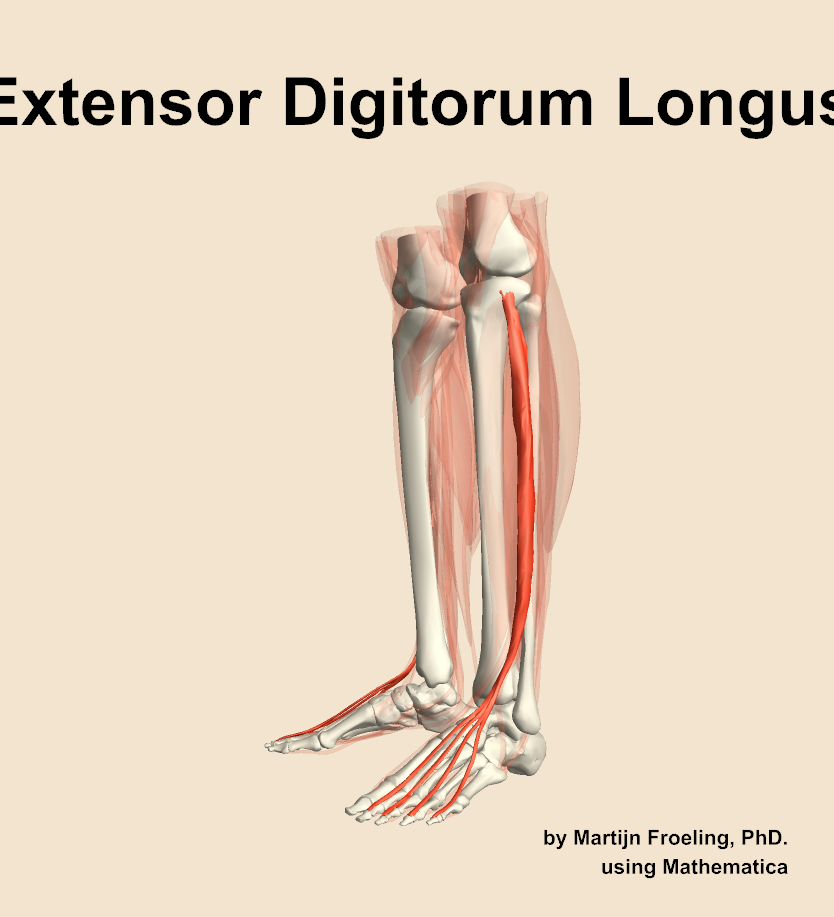 Extensor Digitorum Longus
by Martijn Froeling, PhD.
using Mathematica